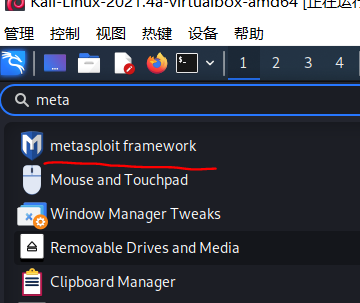 Kali-Linux-2021.4a-virtualbox-amd64 [正在运行
管理 控制 视图 热键 设备 帮助
1 2 3 4
meta
metasploit framework
Mouse and Touchpad
Window Manager Tweaks
Removable Drives and Media
Clipboard Manager